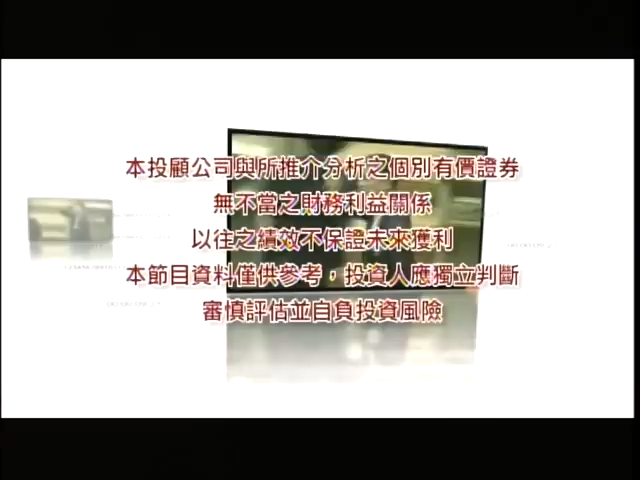 本投顧公司與所推介分析之個別有價證券
無不當之財務利益關係
以往之績效不保證未來獲利
本節目資料僅供參考，投資人應獨立判斷
審慎評估並自負投資風險